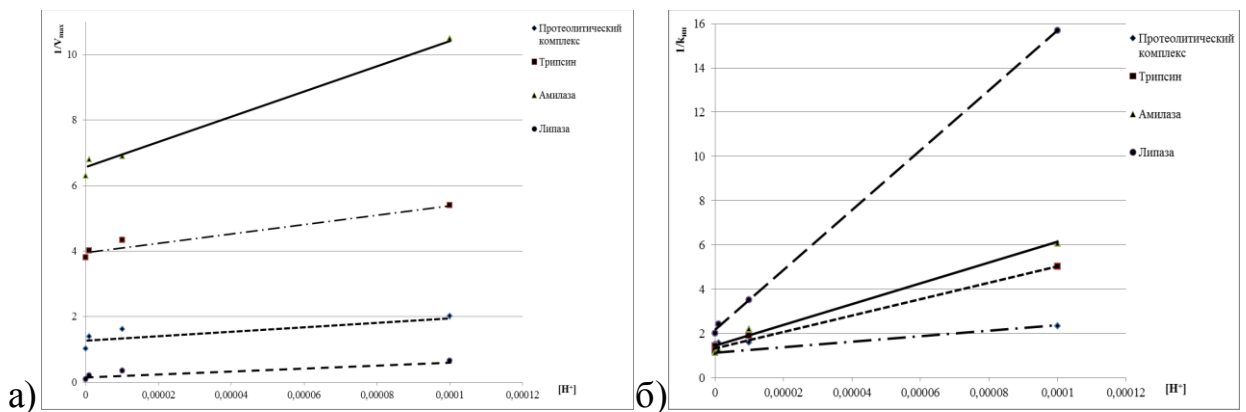 1/Vmax
10
8
6
4
2
0
0
0,00002
0,00004
0,00006
0,00008
0,0001
0,00012
[H⁺]
Протеолитический
комплекс
Трипсин
Амилаза
Липаза
а)
1/kин
16
14
12
10
8
6
4
2
0
0
0,00002
0,00004
0,00006
0,00008
0,0001
0,00012
[H⁺]
Протеолитический
комплекс
Трипсин
Амилаза
Липаза
б)